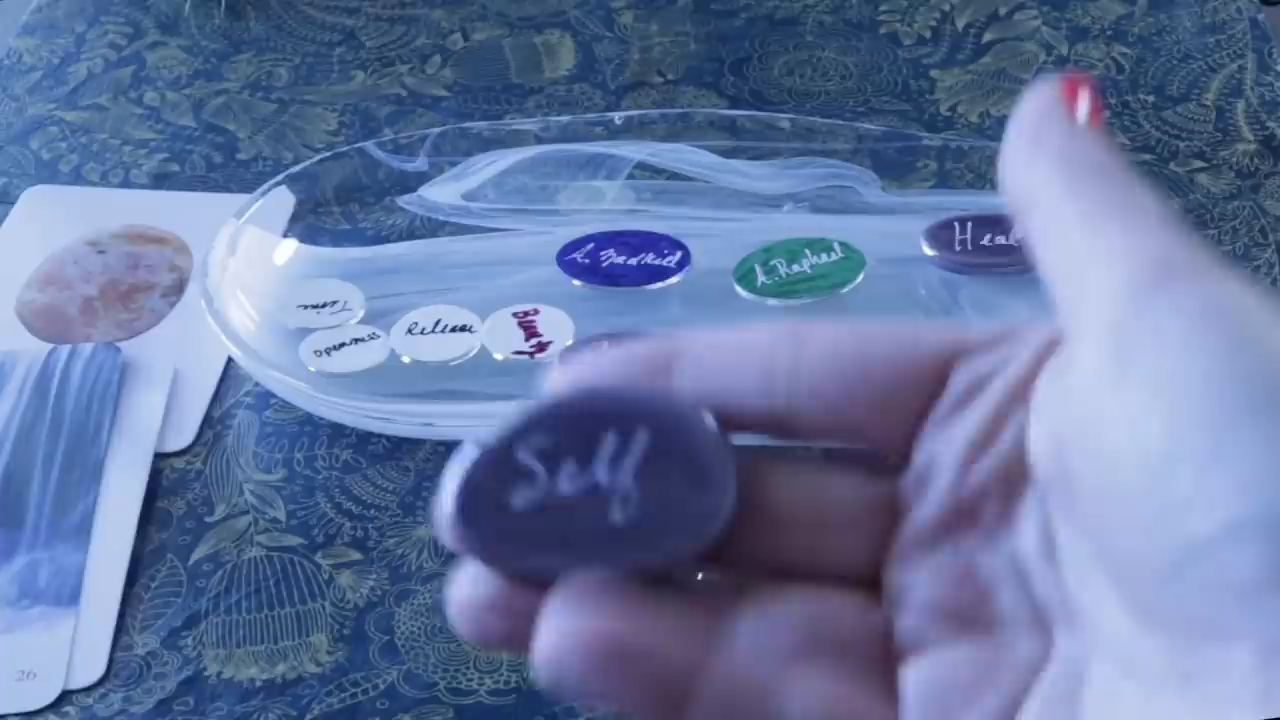 A. Zadkiel
A. Raphael
Heal
Time
Openness
Release
Beauty
Self
26